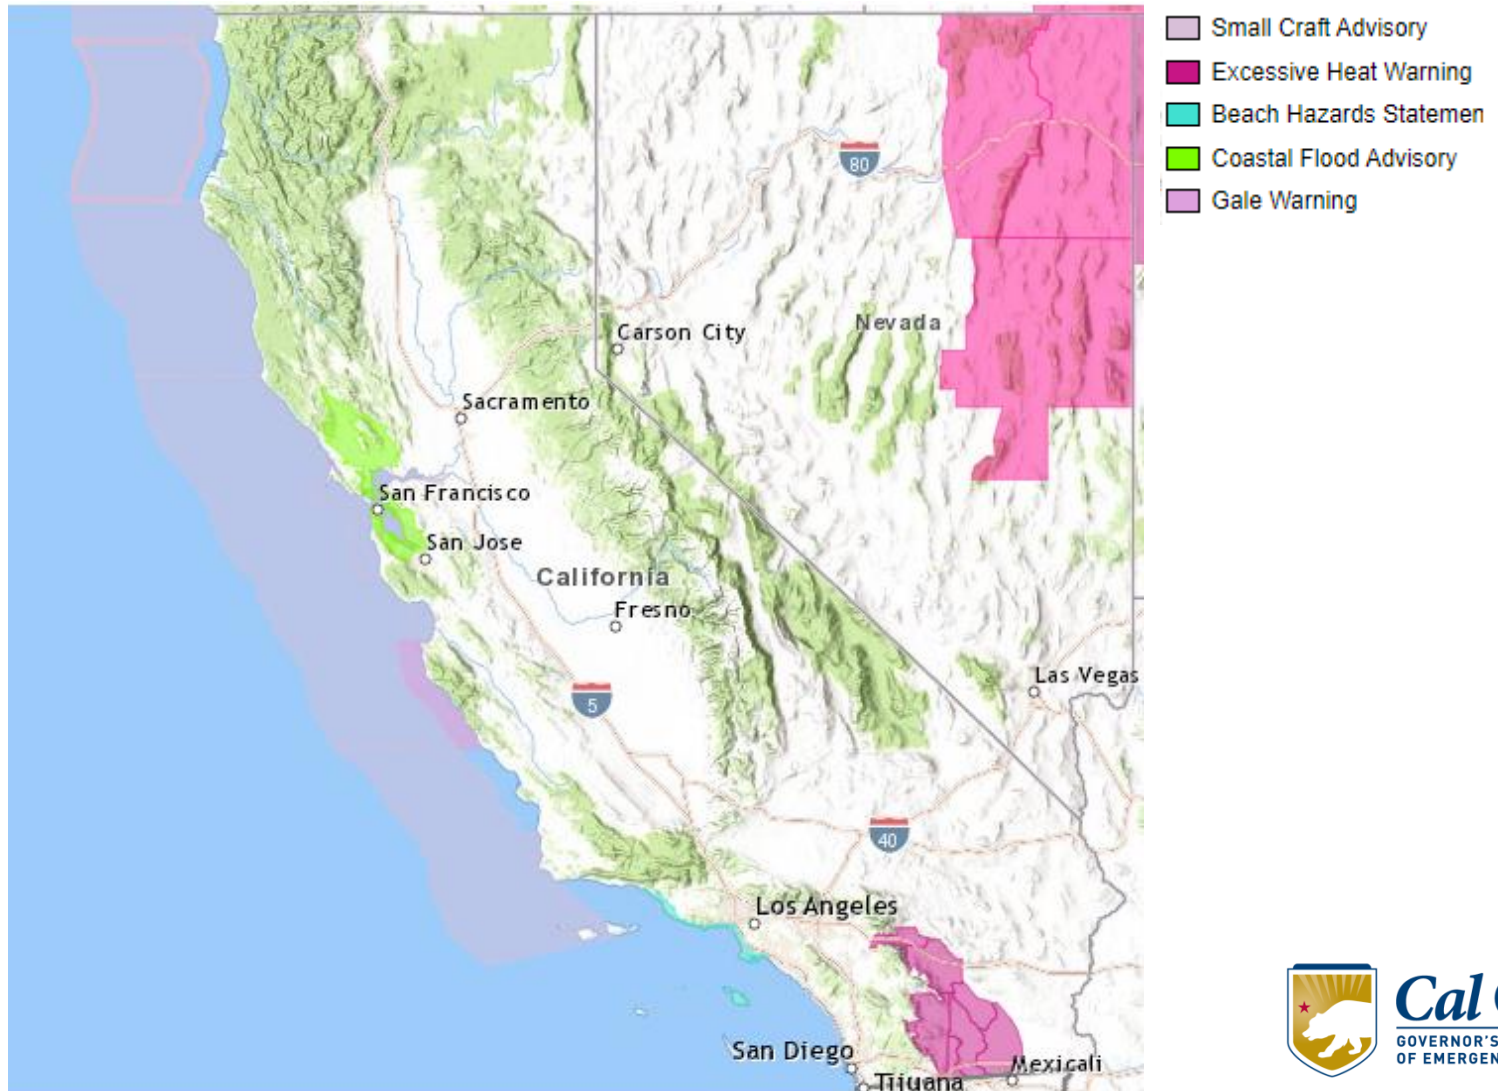 Small Craft Advisory
Excessive Heat Warning
Beach Hazards Statemen
Coastal Flood Advisory
Gale Warning
80
Carson City
Nevada
Sacramento
San Francisco
San Jose
California
Fresno
Las Vegas
5
40
Los Angeles
San Diego
Mexicali
Tijuana
Cal
GOVERNOR'S
OF EMERGEN